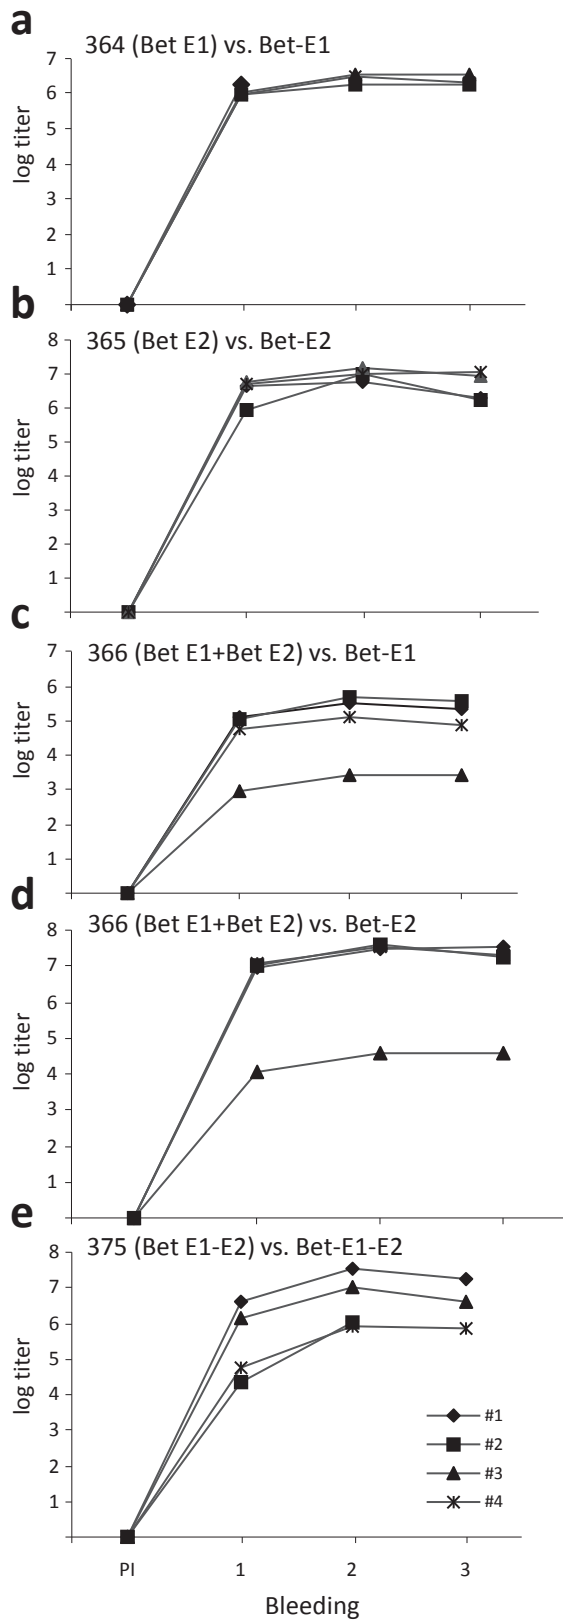 a
364 (Bet E1) vs. Bet-E1
7
6
5
4
3
2
1
log titer
b
365 (Bet E2) vs. Bet-E2
8
7
6
5
4
3
2
1
log titer
c
366 (Bet E1+Bet E2) vs. Bet-E1
7
6
5
4
3
2
1
log titer
d
366 (Bet E1+Bet E2) vs. Bet-E2
8
7
6
5
4
3
2
1
log titer
e
375 (Bet E1-E2) vs. Bet-E1-E2
8
7
6
5
4
3
2
1
log titer
#1
#2
#3
#4
PI 1 2 3
Bleeding